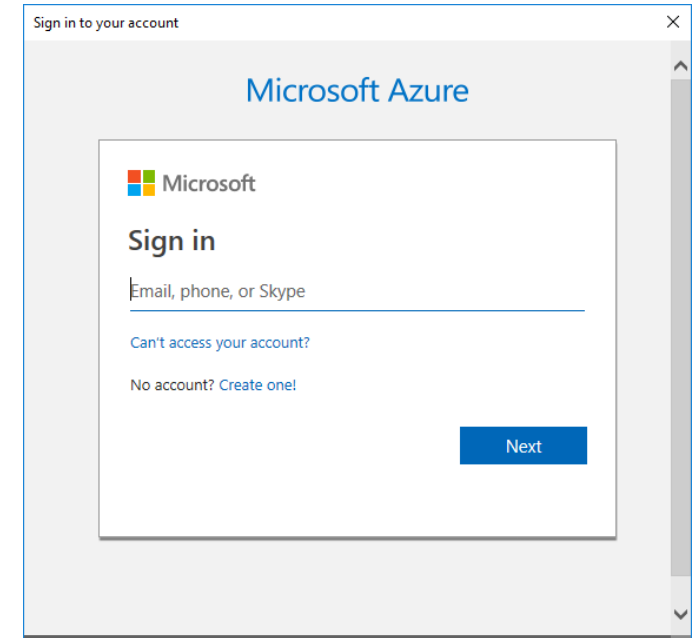 Sign in to your account
Microsoft Azure
Microsoft
Sign in
Email, phone, or Skype
Can't access your account?
No account? Create one!
Next